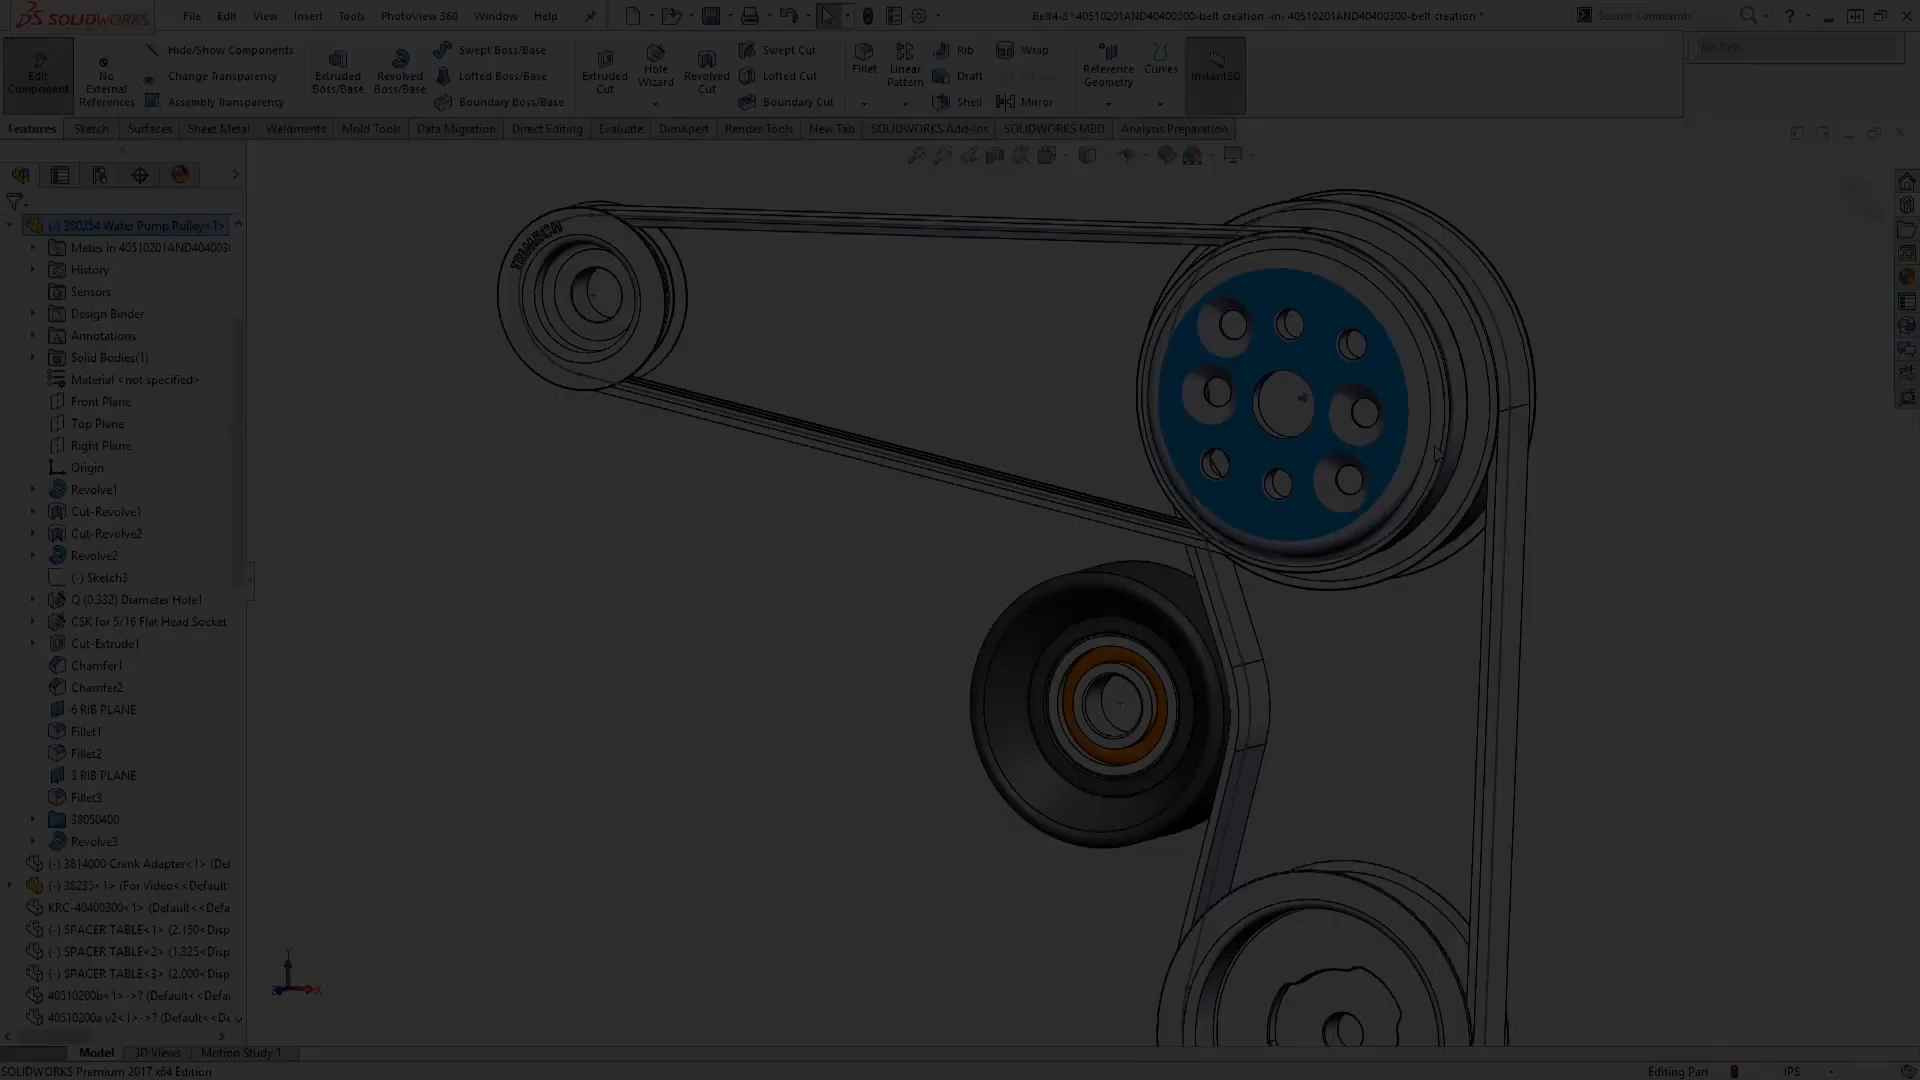 SOLIDWORKS
File Edit View Insert Tools PhotoView 360 Window Help
Belt4-3^40510201AND40400300-belt creation -in- 40510201AND40400300-belt creation *
Search Commands
No Belt
Edit Component
No External References
Hide/Show Components
Change Transparency
Assembly Transparency
Extruded Boss/Base
Revolved Boss/Base
Swept Boss/Base
Lofted Boss/Base
Boundary Boss/Base
Extruded Cut
Hole Wizard
Revolved Cut
Swept Cut
Lofted Cut
Boundary Cut
Fillet
Linear Pattern
Rib
Draft
Shell
Wrap
Mirror
Reference Geometry
Curves
Instant3D
Features Sketch Surfaces Sheet Metal Weldments Mold Tools Data Migration Direct Editing Evaluate DimXpert Render Tools New Tab SOLIDWORKS Add-Ins SOLIDWORKS MBD Analysis Preparation
(-) 380254 Water Pump Pulley<1>
Mates in 40510201AND404003
History
Sensors
Design Binder
Annotations
Solid Bodies(1)
Material <not specified>
Front Plane
Top Plane
Right Plane
Origin
Revolve1
Cut-Revolve1
Cut-Revolve2
Revolve2
(-) Sketch3
Q (0.332) Diameter Hole1
CSK for 5/16 Flat Head Socket
Cut-Extrude1
Chamfer1
Chamfer2
6 RIB PLANE
Fillet1
Fillet2
3 RIB PLANE
Fillet3
38050400
Revolve3
(-) 3814000 Crank Adapter<1> (Def
(-) 38235<1> (For Video<<Default
KRC-40400300<1> (Default<<Defa
(-) SPACER TABLE<1> (2.150<Disp
(-) SPACER TABLE<2> (1.325<Disp
(-) SPACER TABLE<3> (2.000<Disp
40510200b<1>->? (Default<<Defa
40510200a v2<1>->? (Default<<De
TRIMECH
Y
X
Z
Model 3D Views Motion Study 1
SOLIDWORKS Premium 2017 x64 Edition
Editing Part
IPS